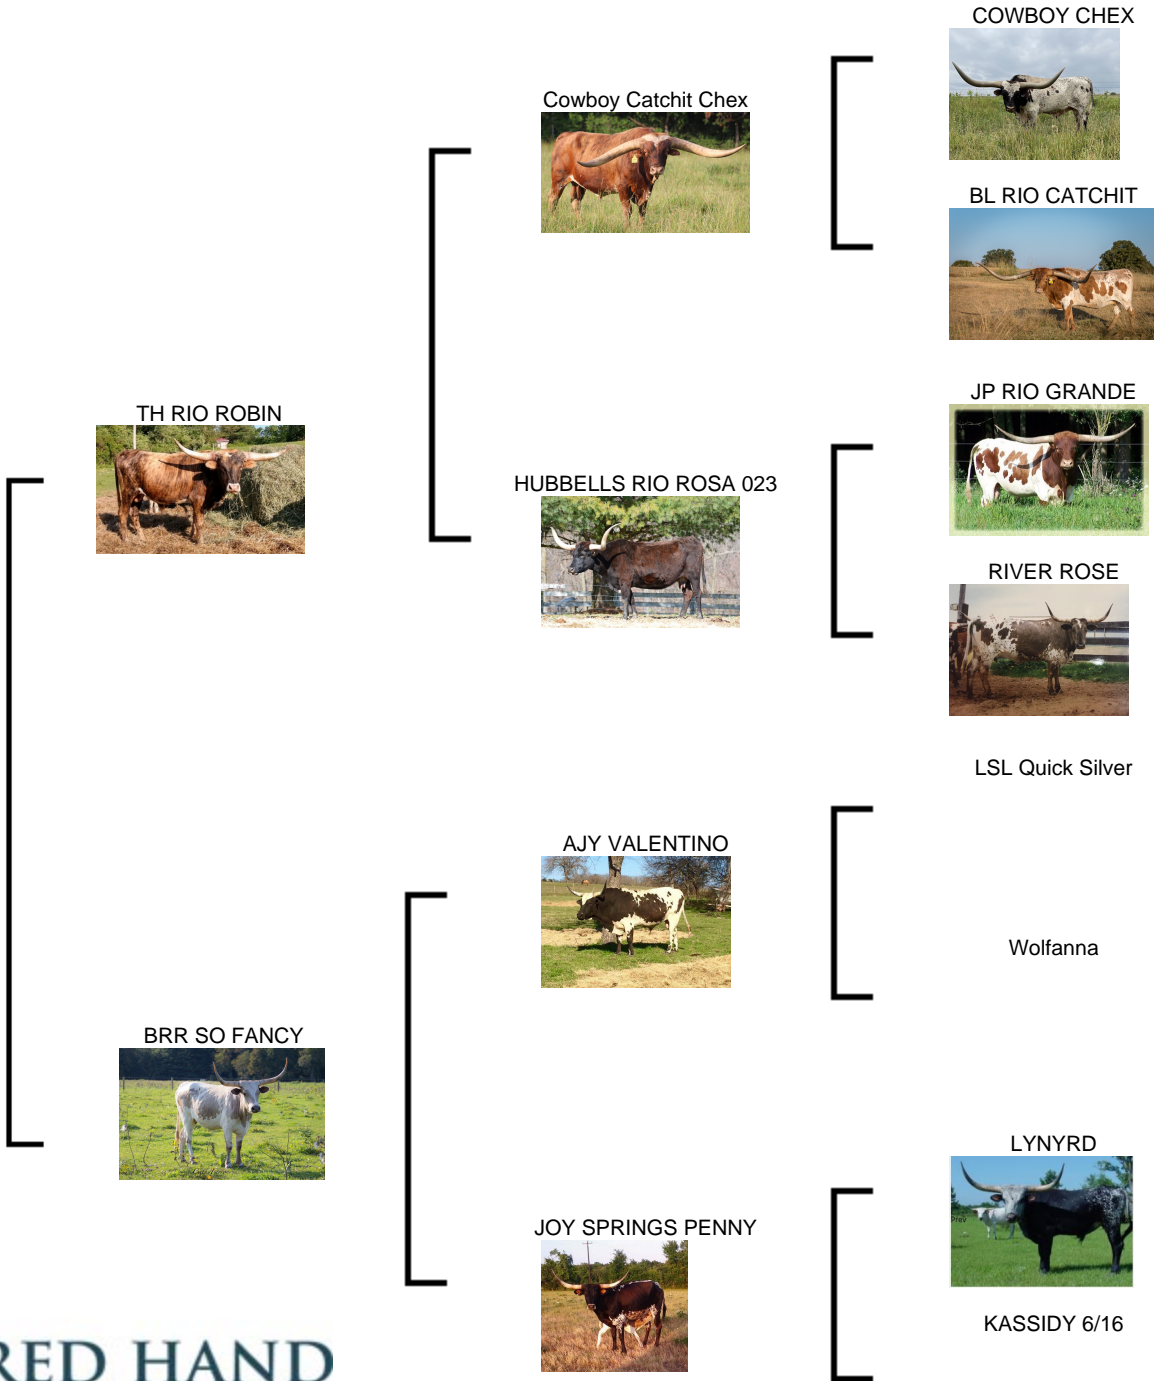 COWBOY CHEX
Cowboy Catchit Chex
BL RIO CATCHIT
TH RIO ROBIN
JP RIO GRANDE
HUBBELLS RIO ROSA 023
RIVER ROSE
LSL Quick Silver
AJY VALENTINO
Wolfanna
BRR SO FANCY
LYNYRD
Prev
JOY SPRINGS PENNY
KASSIDY 6/16
RED HAND